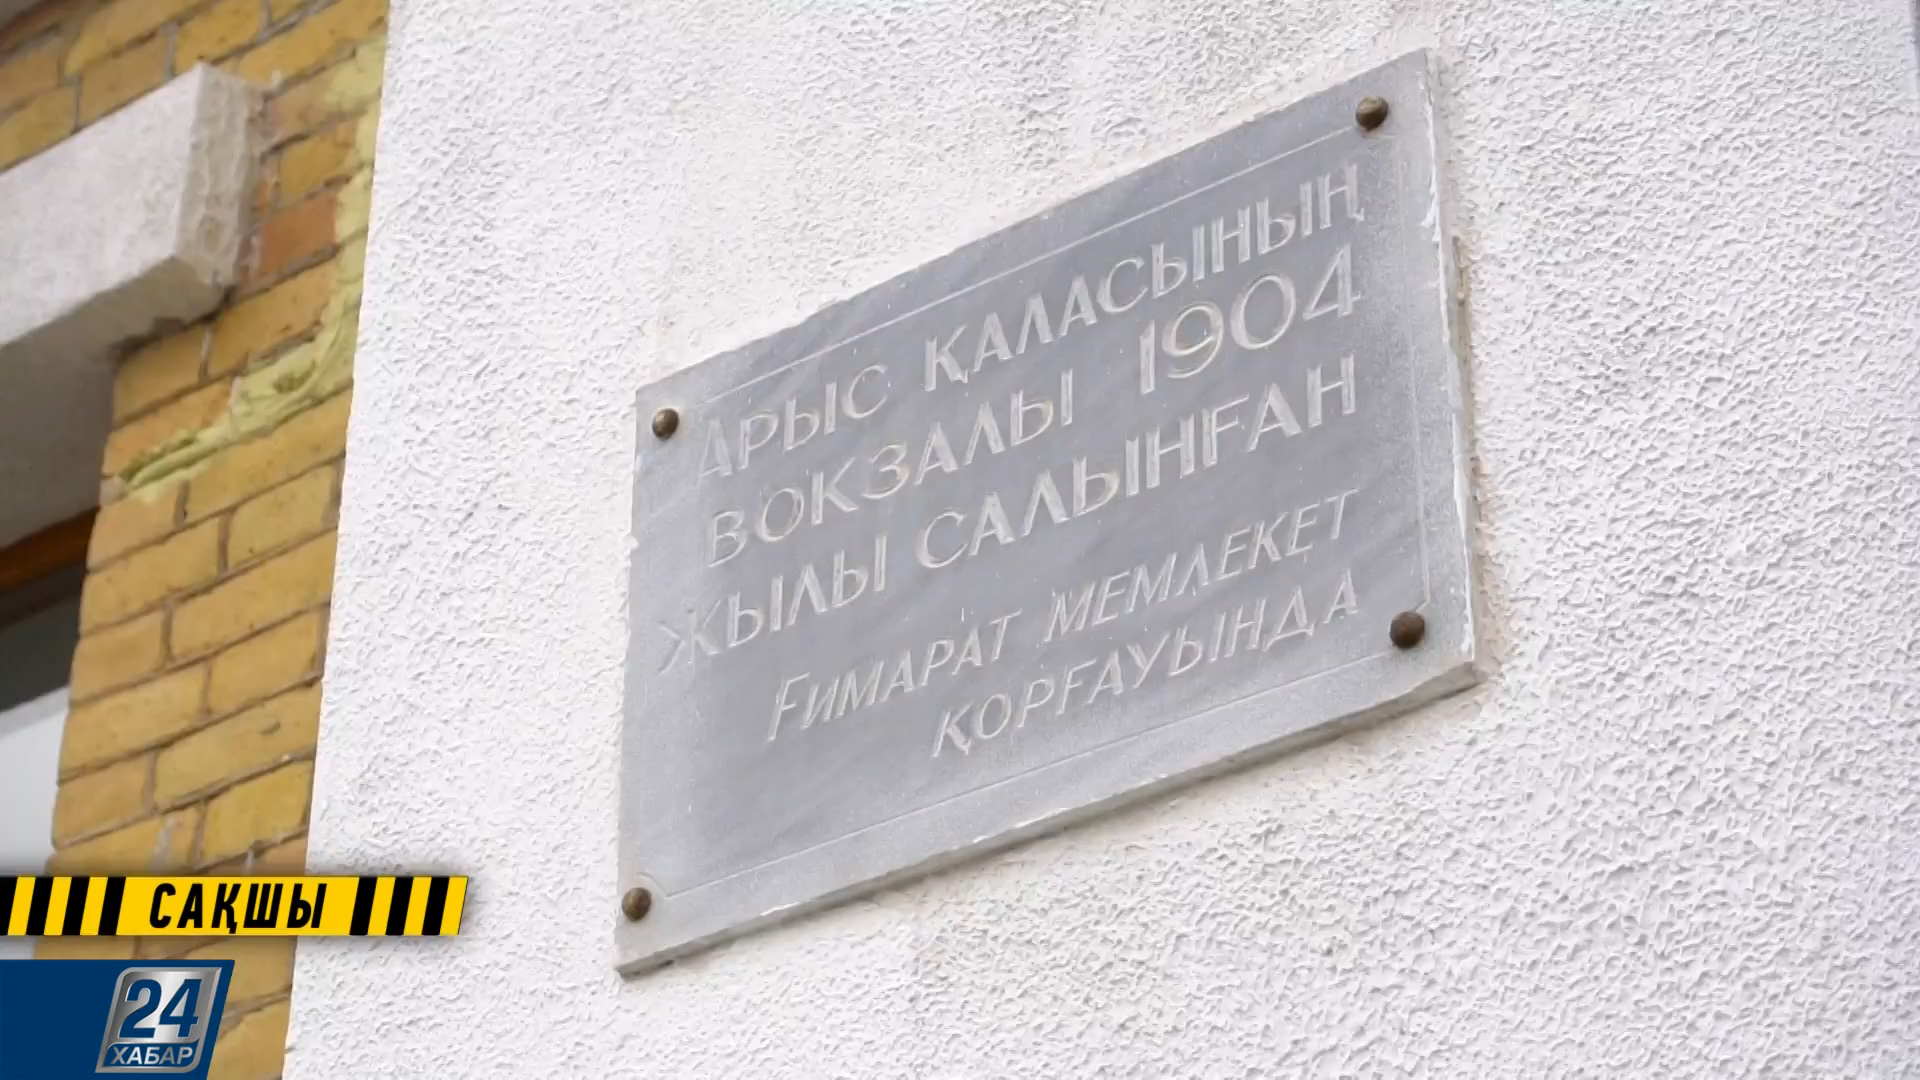 АРЫС ҚАЛАСЫНЫҢ
ВОКЗАЛЫ 1904
ЖЫЛЫ САЛЫНҒАН
ҒИМАРАТ МЕМЛЕКЕТ
ҚОРҒАУЫНДА
САҚШЫ
24
ХАБАР